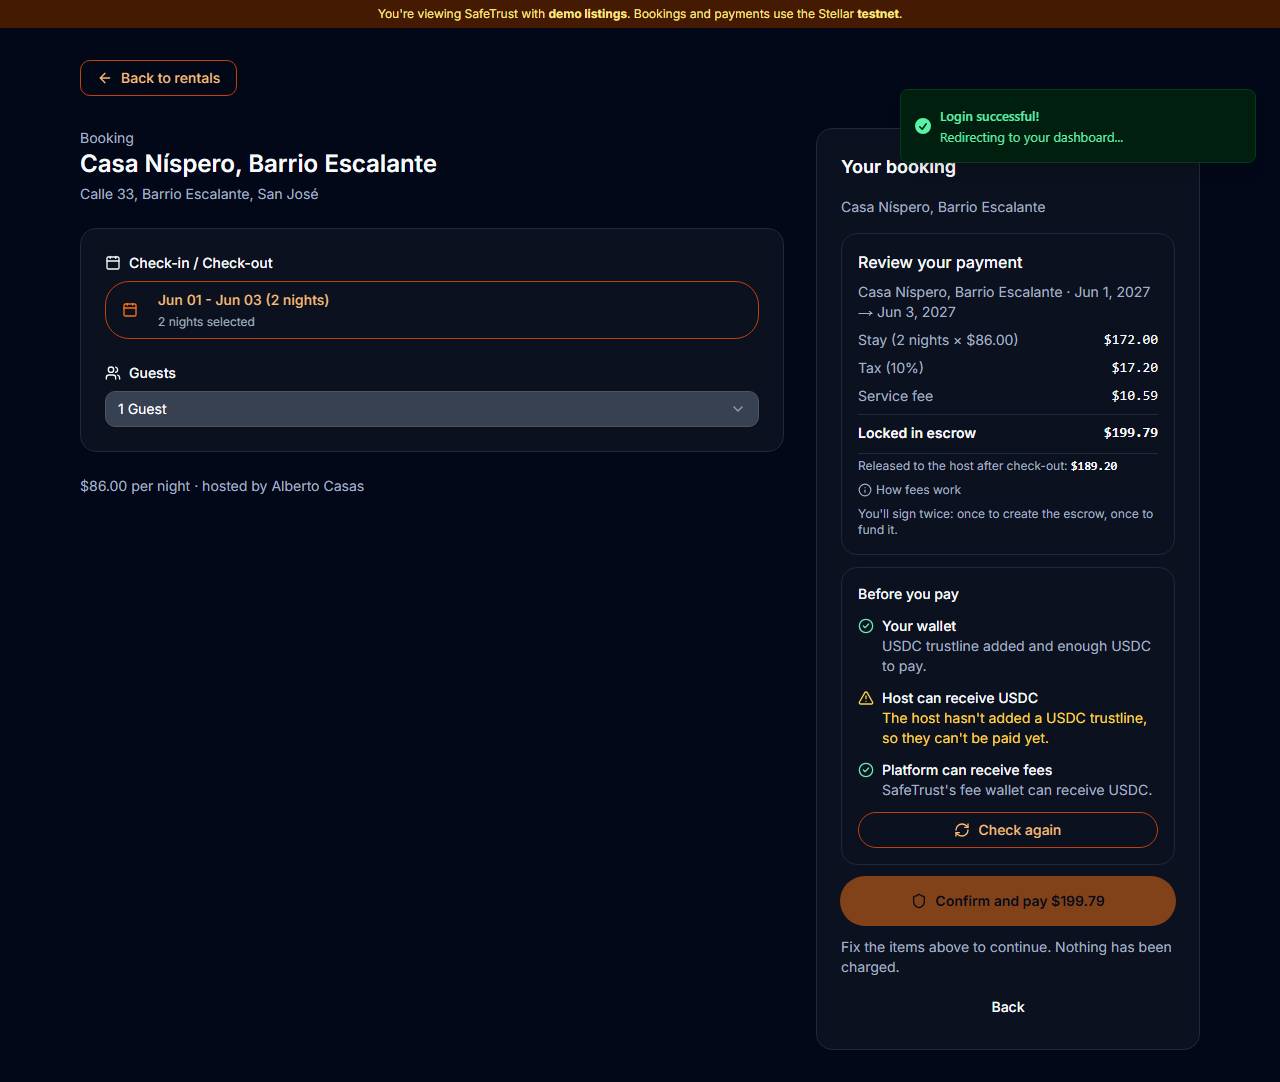 You're viewing SafeTrust with demo listings. Bookings and payments use the Stellar testnet.
Back to rentals
Login successful!
Redirecting to your dashboard...
Booking
Casa Níspero, Barrio Escalante
Calle 33, Barrio Escalante, San José
Check-in / Check-out
Jun 01 - Jun 03 (2 nights)
2 nights selected
Guests
1 Guest
$86.00 per night · hosted by Alberto Casas
Your booking
Casa Níspero, Barrio Escalante
Review your payment
Casa Níspero, Barrio Escalante · Jun 1, 2027
→ Jun 3, 2027
Stay (2 nights × $86.00) $172.00
Tax (10%) $17.20
Service fee $10.59
Locked in escrow $199.79
Released to the host after check-out: $189.20
How fees work
You'll sign twice: once to create the escrow, once to
fund it.
Before you pay
Your wallet
USDC trustline added and enough USDC
to pay.
Host can receive USDC
The host hasn't added a USDC trustline,
so they can't be paid yet.
Platform can receive fees
SafeTrust's fee wallet can receive USDC.
Check again
Confirm and pay $199.79
Fix the items above to continue. Nothing has been
charged.
Back